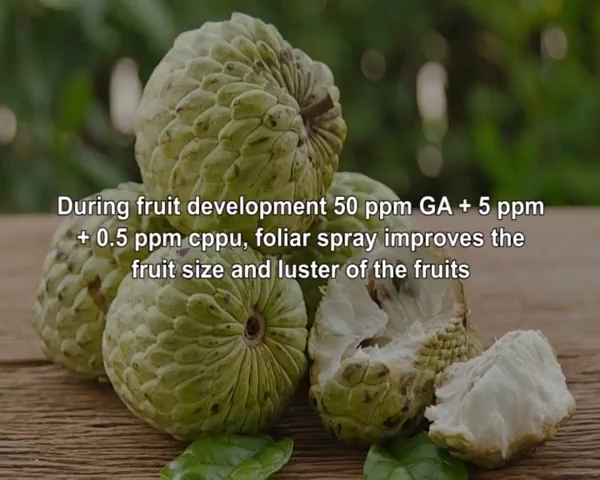 During fruit development 50 ppm GA + 5 ppm
+ 0.5 ppm cppu, foliar spray improves the
fruit size and luster of the fruits